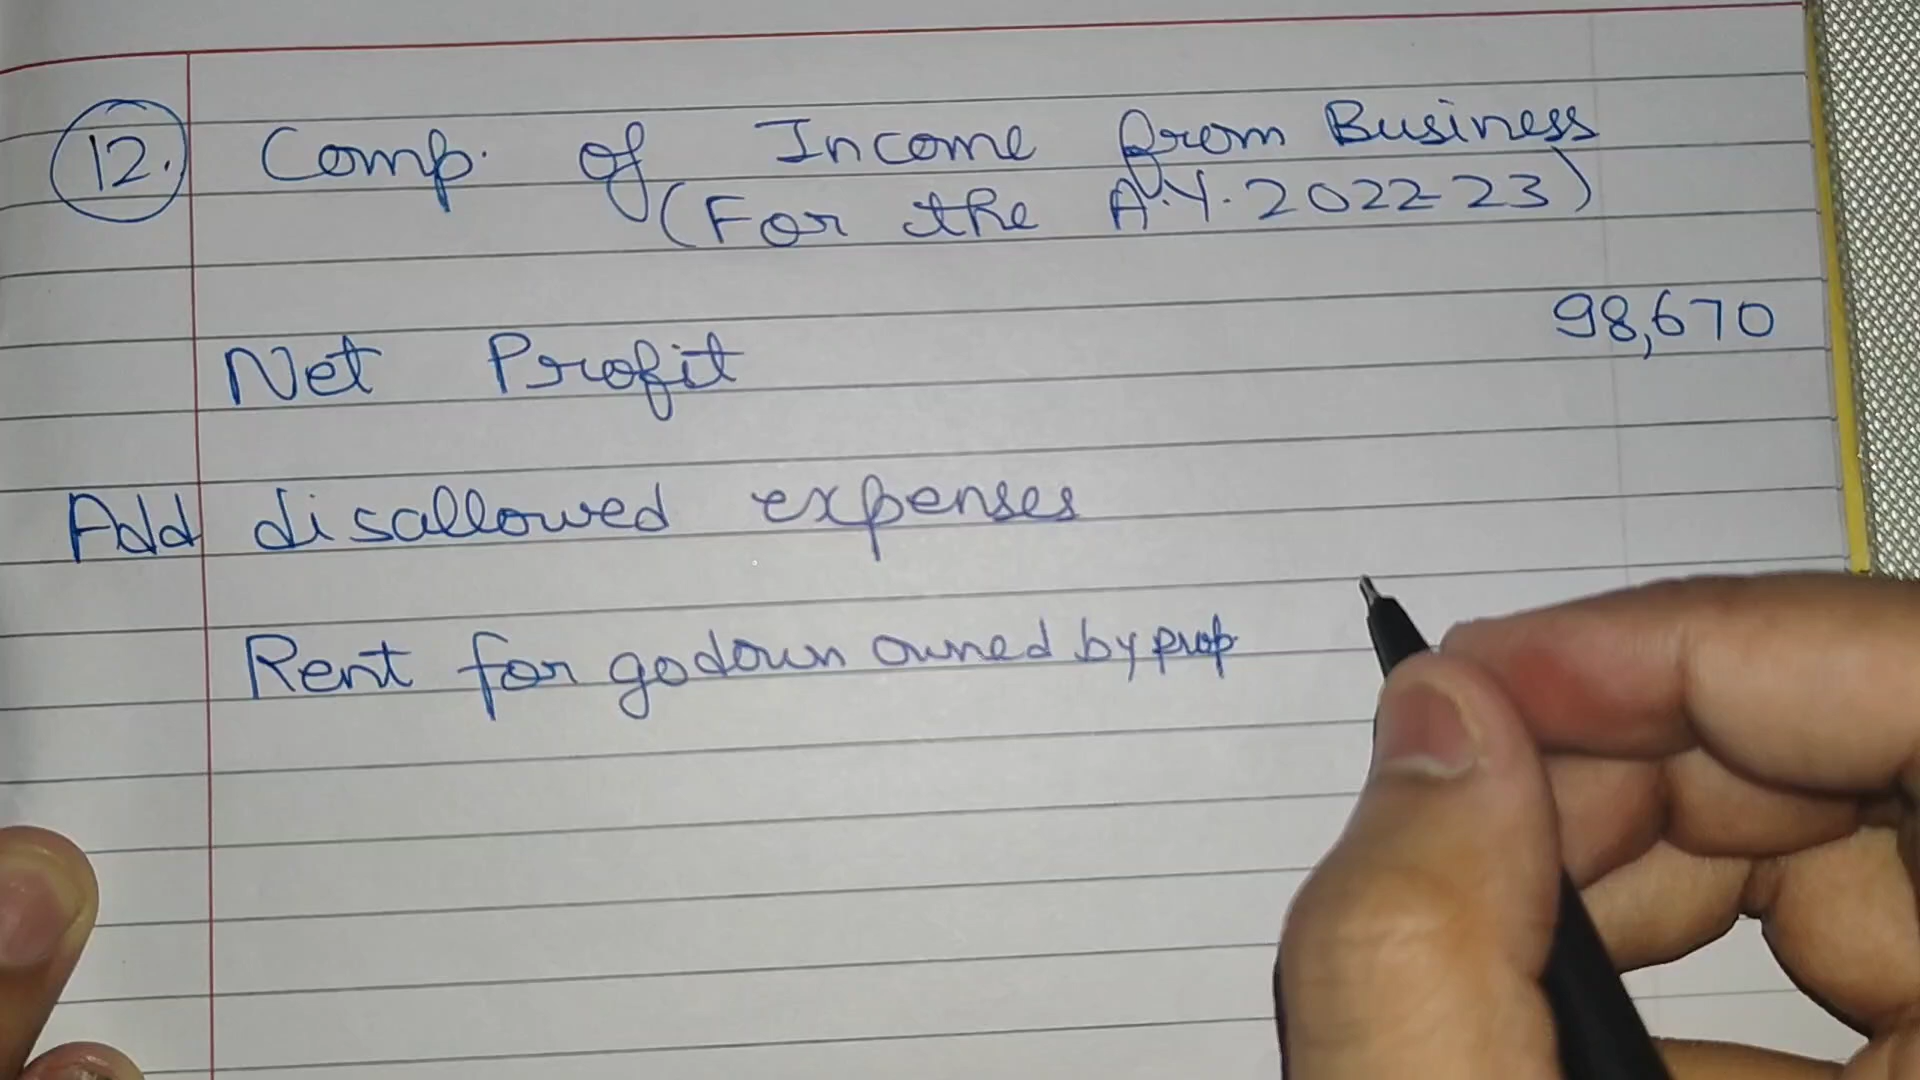 12. Comp. of Income from Business
(For the A.Y. 2022-23)
Net Profit 98,670
Add disallowed expenses
Rent for godown owned by prop.